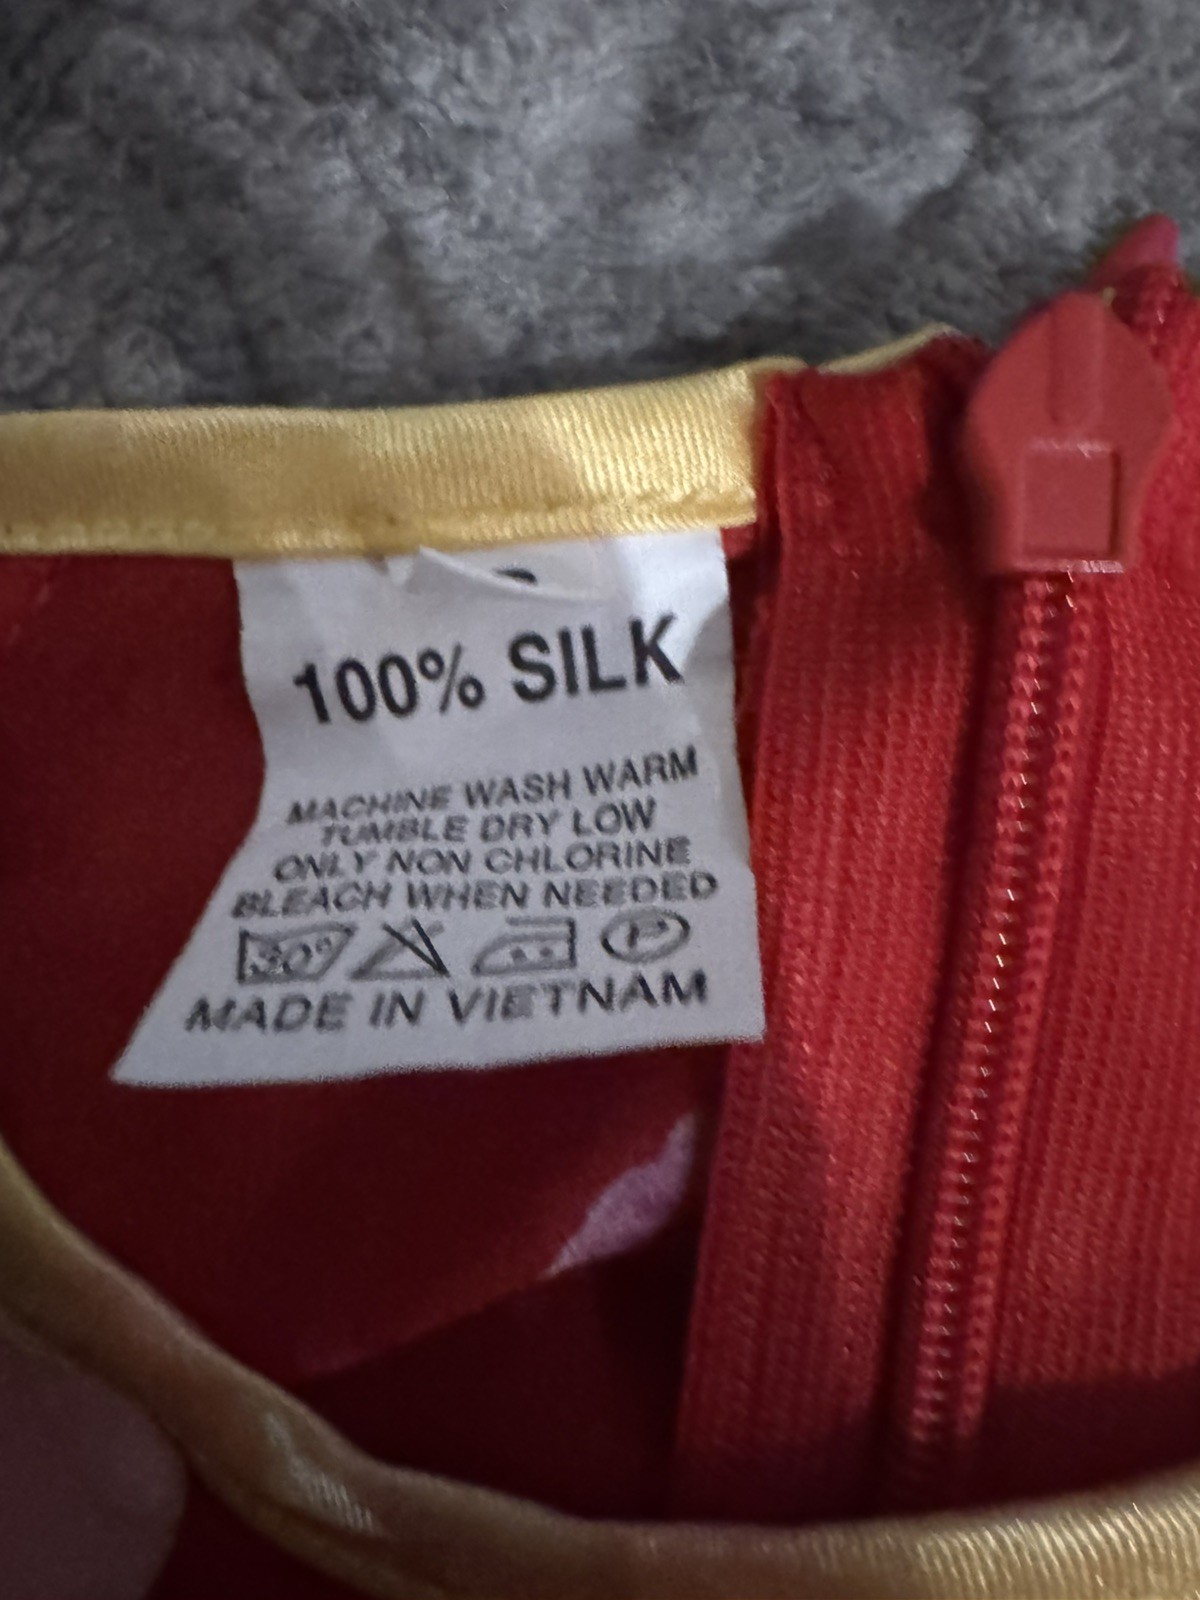 100% SILK
MACHINE WASH WARM
TUMBLE DRY LOW
ONLY NON CHLORINE
BLEACH WHEN NEEDED
30° P
MADE IN VIETNAM